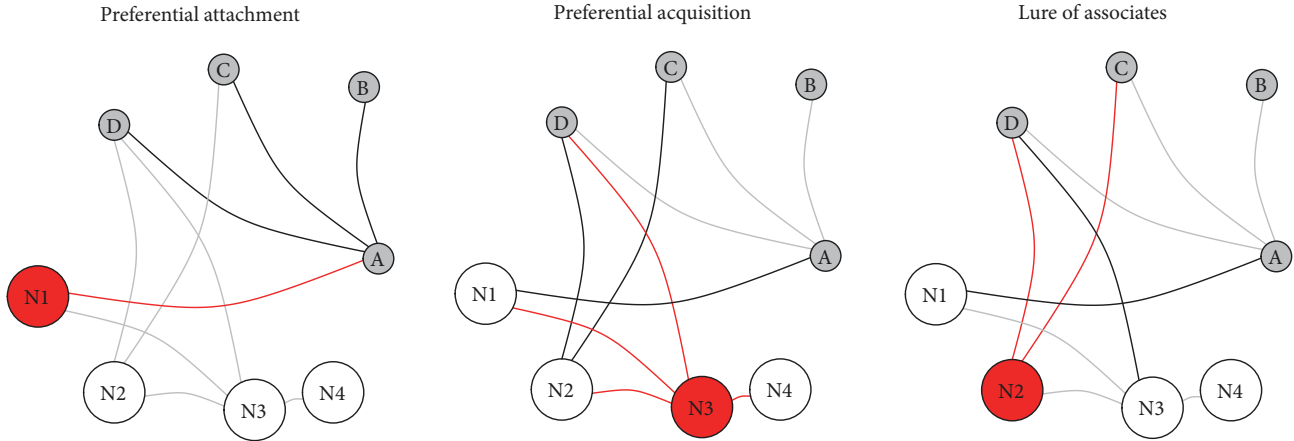 Preferential attachment
C
B
D
A
N1
N2
N3
N4
Preferential acquisition
C
B
D
A
N1
N2
N3
N4
Lure of associates
C
B
D
A
N1
N2
N3
N4